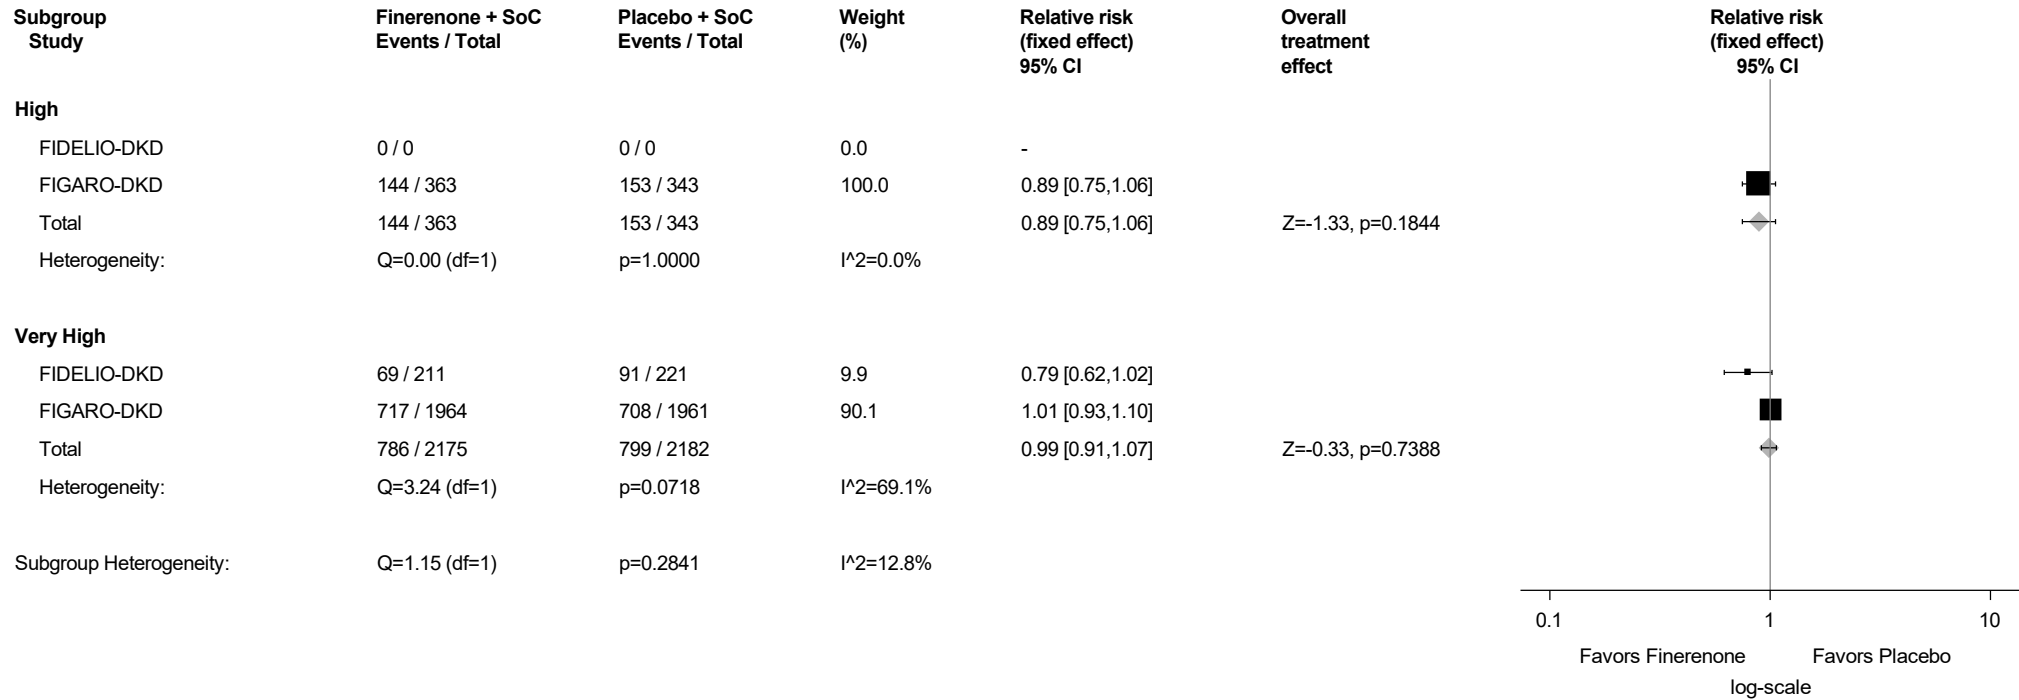 Subgroup Finerenone + SoC Placebo + SoC Weight Relative risk Overall Relative risk
Study Events / Total Events / Total (%) (fixed effect) treatment (fixed effect)
95% CI effect 95% CI
High
FIDELIO-DKD 0 / 0 0 / 0 0.0 -
FIGARO-DKD 144 / 363 153 / 343 100.0 0.89 [0.75,1.06]
Total 144 / 363 153 / 343 0.89 [0.75,1.06] Z=-1.33, p=0.1844
Heterogeneity: Q=0.00 (df=1) p=1.0000 I^2=0.0%
Very High
FIDELIO-DKD 69 / 211 91 / 221 9.9 0.79 [0.62,1.02]
FIGARO-DKD 717 / 1964 708 / 1961 90.1 1.01 [0.93,1.10]
Total 786 / 2175 799 / 2182 0.99 [0.91,1.07] Z=-0.33, p=0.7388
Heterogeneity: Q=3.24 (df=1) p=0.0718 I^2=69.1%
Subgroup Heterogeneity: Q=1.15 (df=1) p=0.2841 I^2=12.8%
0.1 1 10
Favors Finerenone Favors Placebo
log-scale